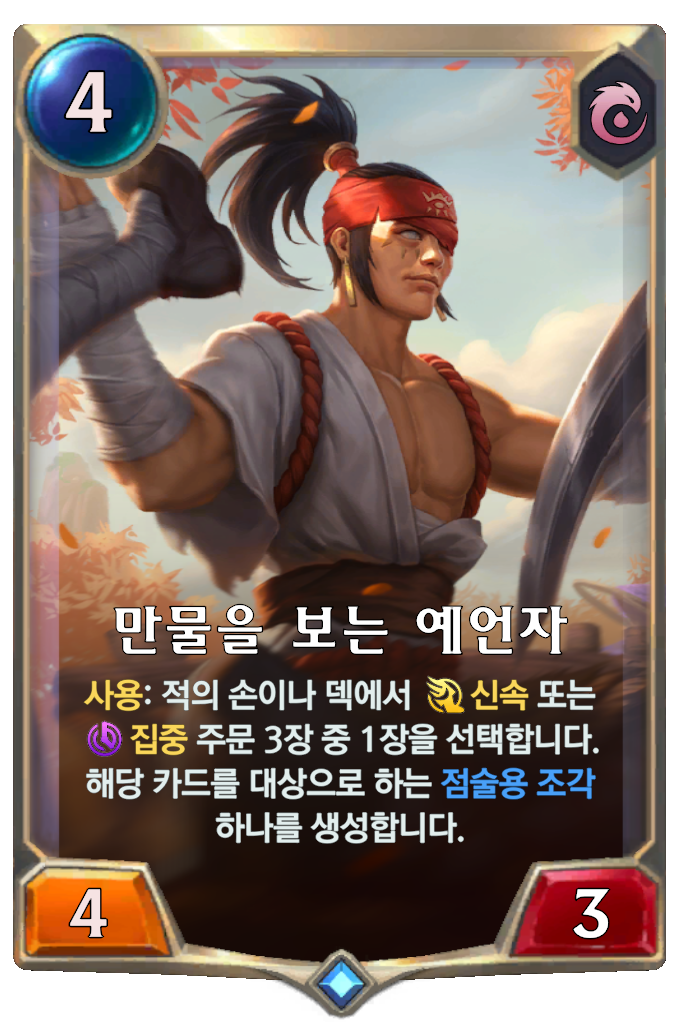 4
만물을 보는 예언자
사용: 적의 손이나 덱에서 신속 또는
집중 주문 3장 중 1장을 선택합니다.
해당 카드를 대상으로 하는 점술용 조각
하나를 생성합니다.
4
3